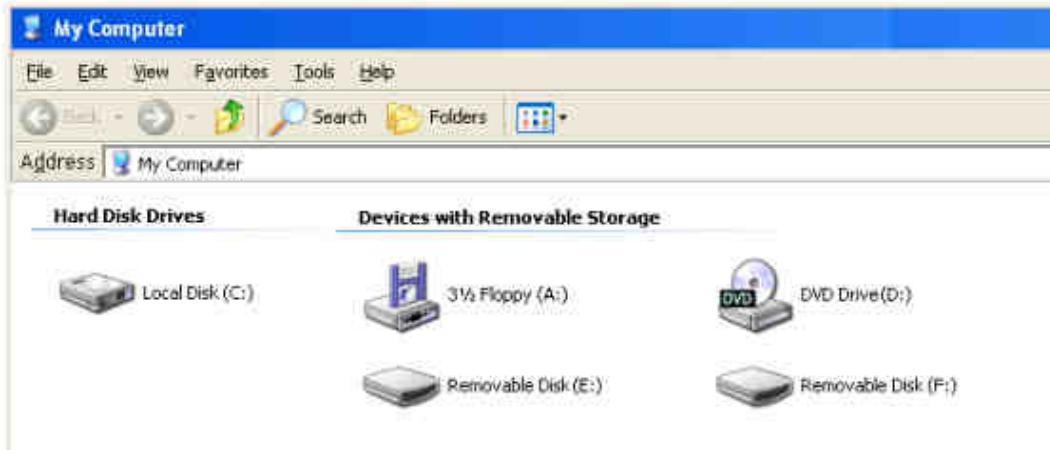 My Computer
File Edit View Favorites Tools Help
Back Search Folders
Address My Computer
Hard Disk Drives Devices with Removable Storage
Local Disk (C:) 3½ Floppy (A:) DVD DVD Drive(D:)
Removable Disk (E:) Removable Disk (F:)